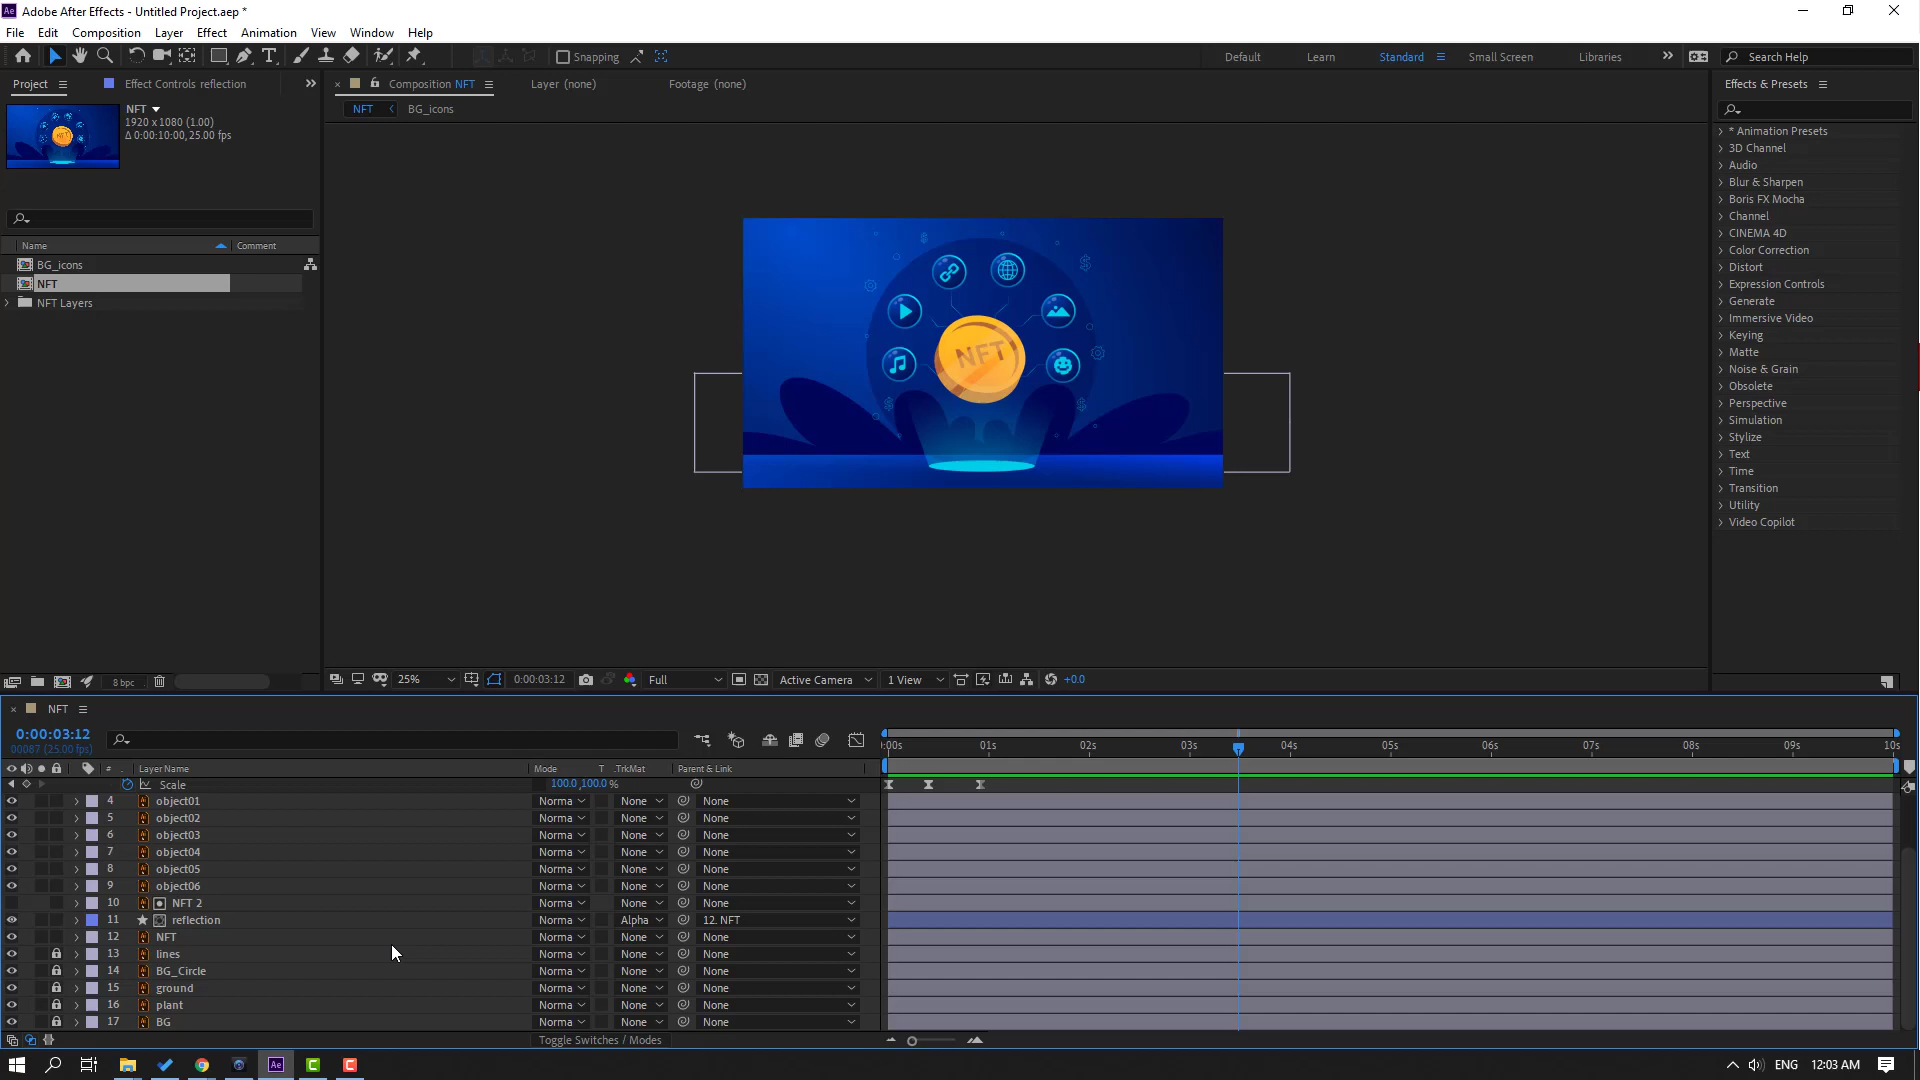 Adobe After Effects - Untitled Project.aep *
File Edit Composition Layer Effect Animation View Window Help
Snapping Default Learn Standard Small Screen Libraries Search Help
Project Effect Controls reflection
Composition NFT Layer (none) Footage (none)
Effects & Presets
NFT
1920 x 1080 (1.00)
Δ 0:00:10:00, 25.00 fps
NFT BG_icons
Name Comment
BG_icons
NFT
NFT Layers
NFT
* Animation Presets
3D Channel
Audio
Blur & Sharpen
Boris FX Mocha
Channel
CINEMA 4D
Color Correction
Distort
Expression Controls
Generate
Immersive Video
Keying
Matte
Noise & Grain
Obsolete
Perspective
Simulation
Stylize
Text
Time
Transition
Utility
Video Copilot
8 bpc
25% 0:00:03:12 Full Active Camera 1 View +0.0
NFT
0:00:03:12
00087 (25.00 fps)
:00s 01s 02s 03s 04s 05s 06s 07s 08s 09s 10s
# Layer Name Mode T .TrkMat Parent & Link
Scale 100.0,100.0 %
4 object01 Norma None None
5 object02 Norma None None
6 object03 Norma None None
7 object04 Norma None None
8 object05 Norma None None
9 object06 Norma None None
10 NFT 2 Norma None None
11 reflection Norma Alpha 12. NFT
12 NFT Norma None None
13 lines Norma None None
14 BG_Circle Norma None None
15 ground Norma None None
16 plant Norma None None
17 BG Norma None None
Toggle Switches / Modes
Ae ENG 12:03 AM